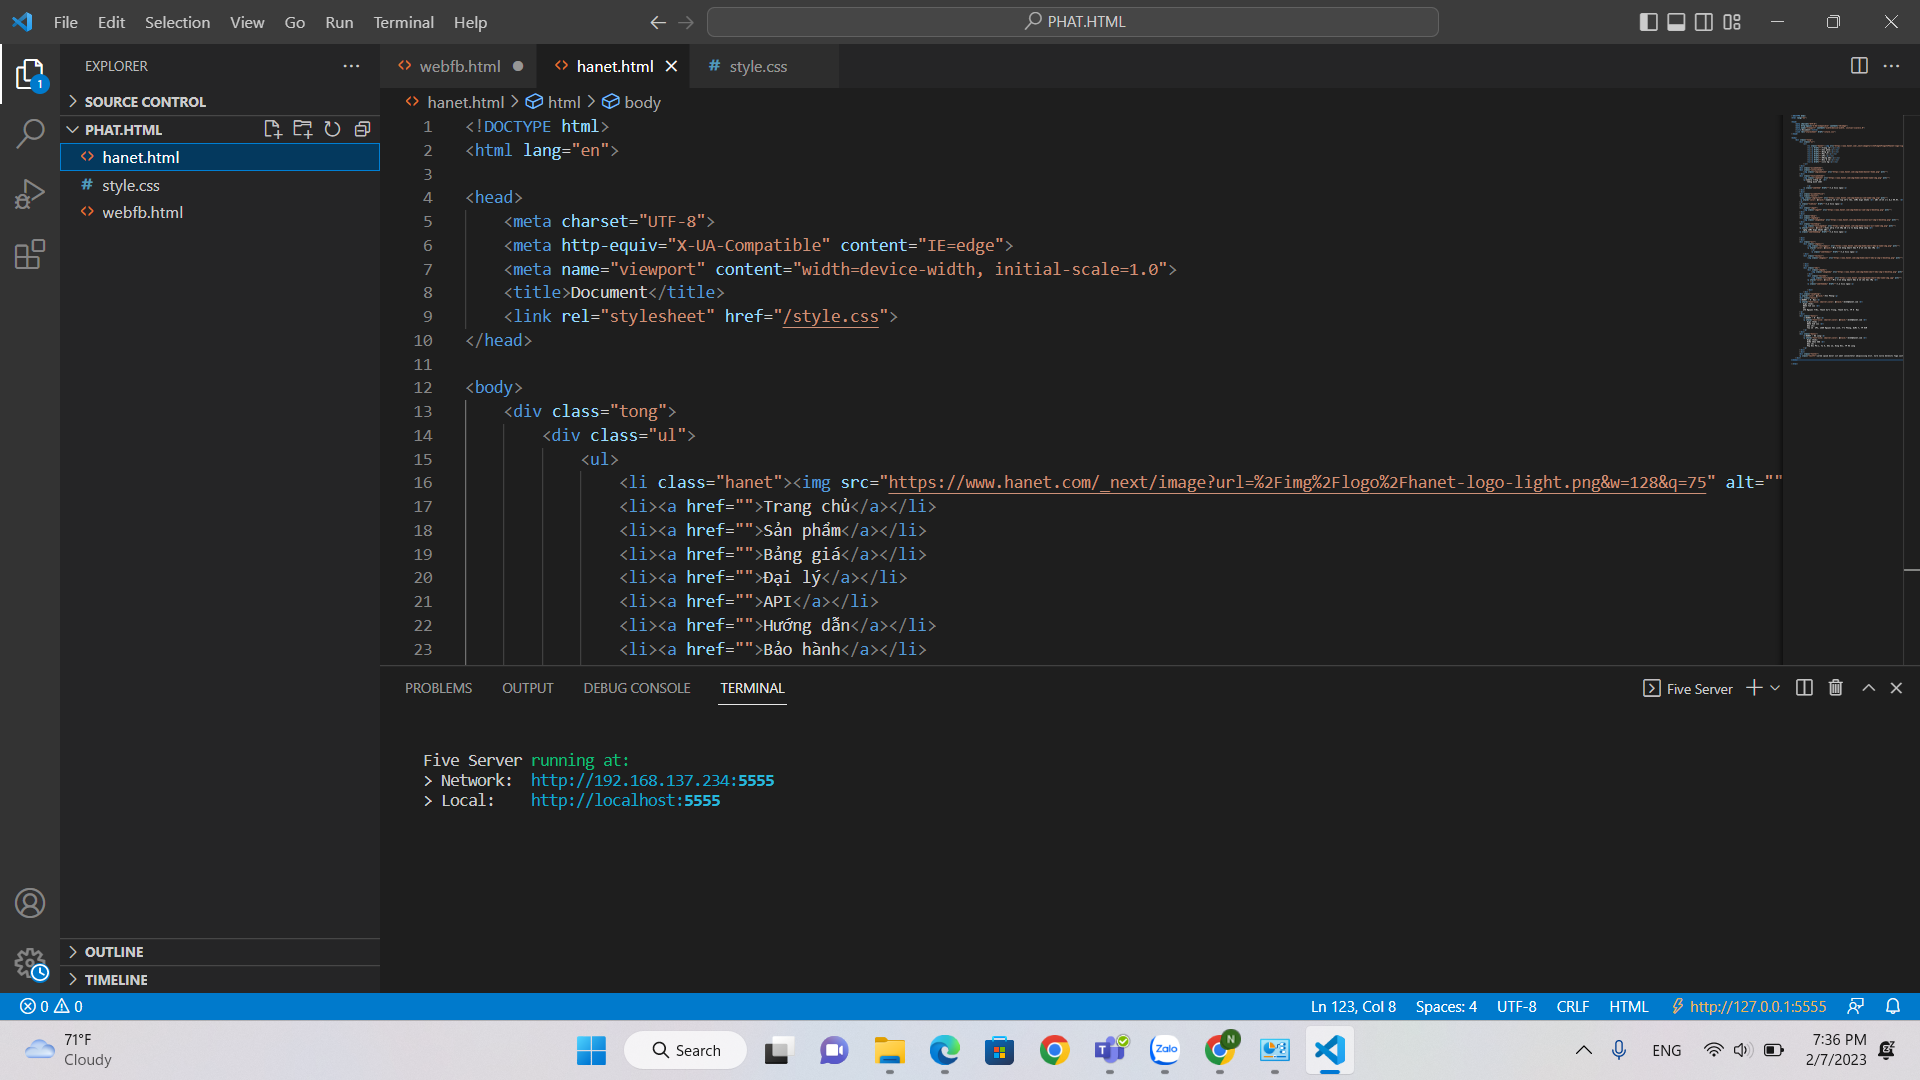 File Edit Selection View Go Run Terminal Help
PHAT.HTML
EXPLORER
1
SOURCE CONTROL
PHAT.HTML
hanet.html
style.css
webfb.html
OUTLINE
TIMELINE
webfb.html hanet.html style.css
hanet.html > html > body
1 <!DOCTYPE html>
2 <html lang="en">
3
4 <head>
5 <meta charset="UTF-8">
6 <meta http-equiv="X-UA-Compatible" content="IE=edge">
7 <meta name="viewport" content="width=device-width, initial-scale=1.0">
8 <title>Document</title>
9 <link rel="stylesheet" href="/style.css">
10 </head>
11
12 <body>
13 <div class="tong">
14 <div class="ul">
15 <ul>
16 <li class="hanet"><img src="https://www.hanet.com/_next/image?url=%2Fimg%2Flogo%2Fhanet-logo-light.png&w=128&q=75" alt=""
17 <li><a href="">Trang chủ</a></li>
18 <li><a href="">Sản phẩm</a></li>
19 <li><a href="">Bảng giá</a></li>
20 <li><a href="">Đại lý</a></li>
21 <li><a href="">API</a></li>
22 <li><a href="">Hướng dẫn</a></li>
23 <li><a href="">Bảo hành</a></li>
PROBLEMS OUTPUT DEBUG CONSOLE TERMINAL
Five Server
Five Server running at:
> Network: http://192.168.137.234:5555
> Local: http://localhost:5555
0 0
Ln 123, Col 8 Spaces: 4 UTF-8 CRLF HTML http://127.0.0.1:5555
71°F
Cloudy
Search
Zalo
N
ENG
7:36 PM
2/7/2023